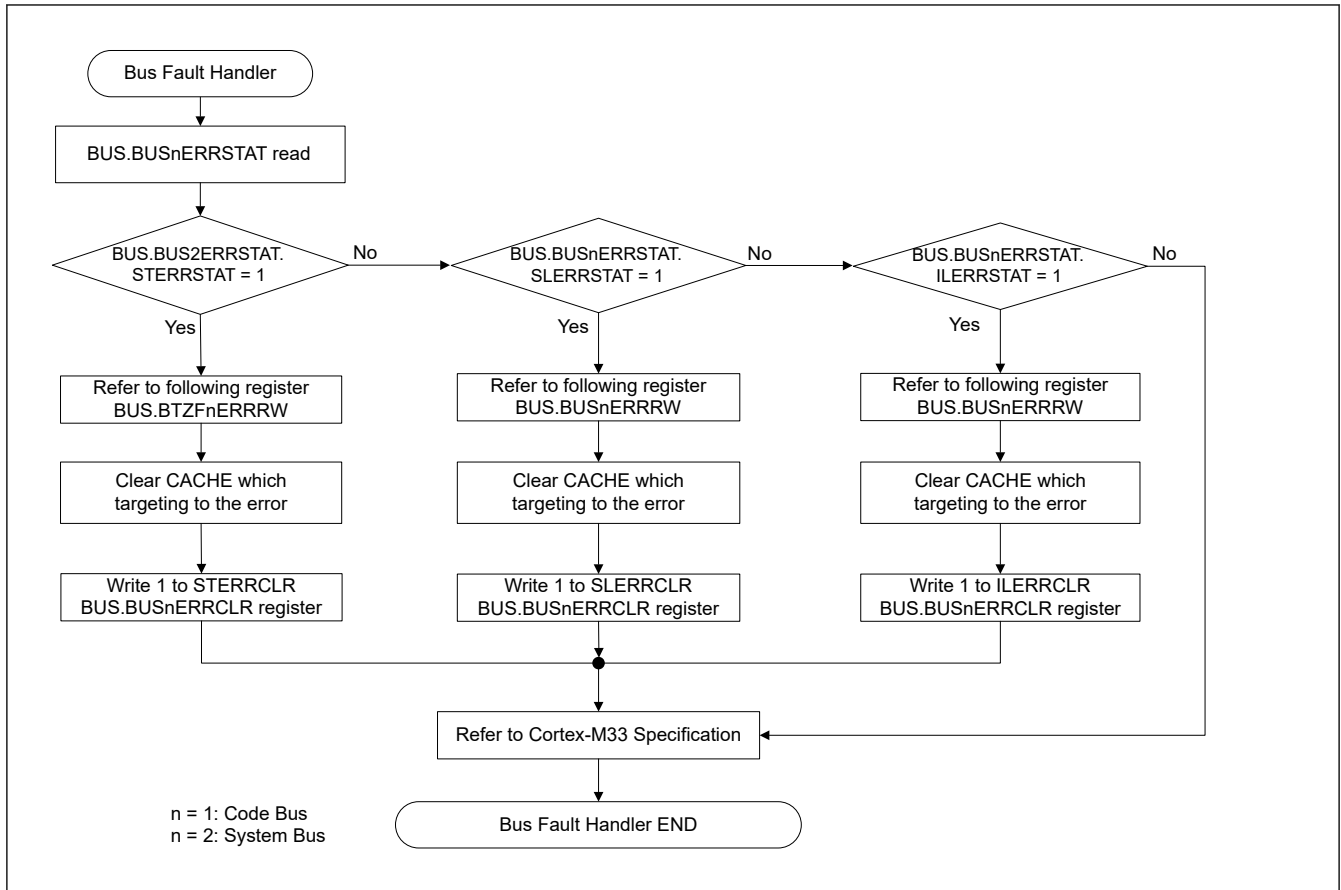 Bus Fault Handler
BUS.BUSnERRSTAT read
BUS.BUS2ERRSTAT.
STERRSTAT = 1
No
BUS.BUSnERRSTAT.
SLERRSTAT = 1
No
BUS.BUSnERRSTAT.
ILERRSTAT = 1
No
Yes
Yes
Yes
Refer to following register
BUS.BTZFnERRRW
Refer to following register
BUS.BUSnERRRW
Refer to following register
BUS.BUSnERRRW
Clear CACHE which
targeting to the error
Clear CACHE which
targeting to the error
Clear CACHE which
targeting to the error
Write 1 to STERRCLR
BUS.BUSnERRCLR register
Write 1 to SLERRCLR
BUS.BUSnERRCLR register
Write 1 to ILERRCLR
BUS.BUSnERRCLR register
Refer to Cortex-M33 Specification
n = 1: Code Bus
n = 2: System Bus
Bus Fault Handler END